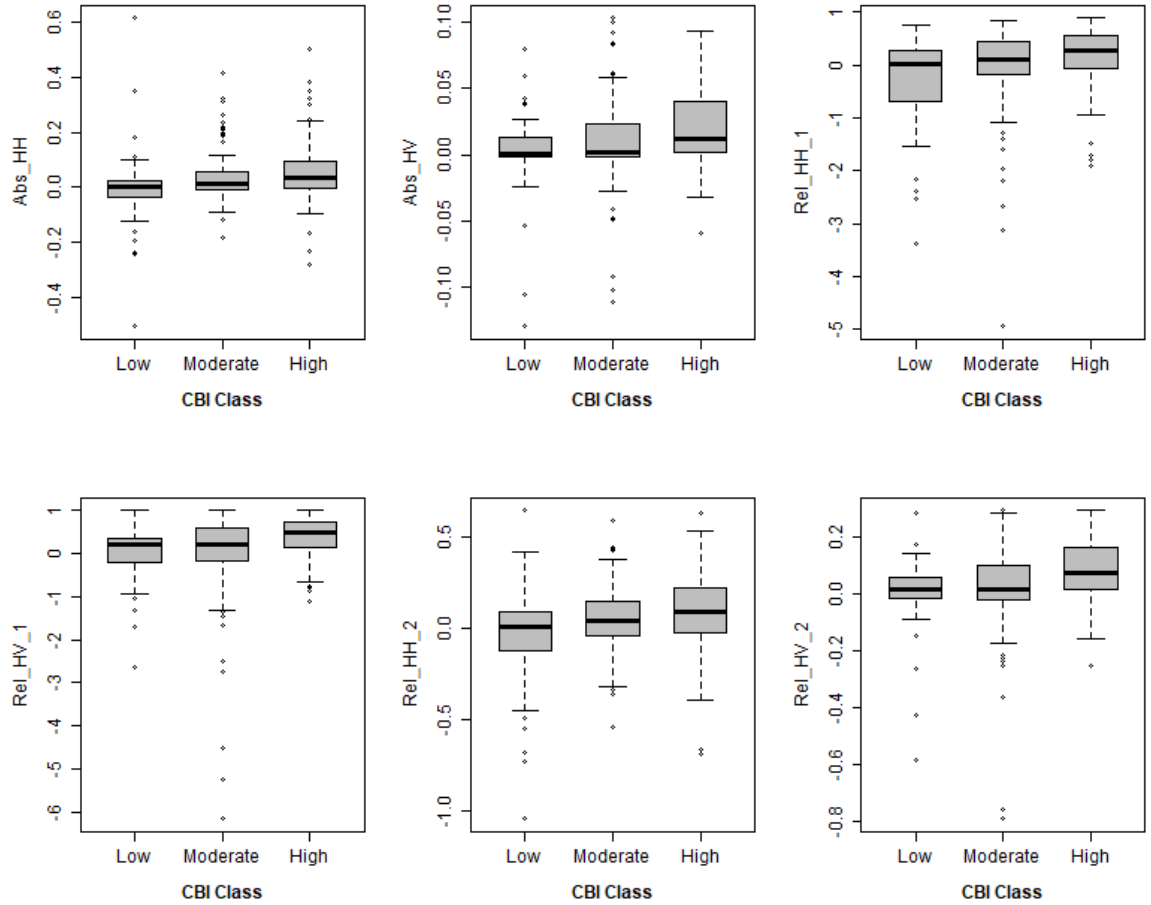 Abs_HH
0.6
0.4
0.2
0.0
-0.2
-0.4
Low Moderate High
CBI Class
Abs_HV
0.10
0.05
0.00
-0.05
-0.10
Low Moderate High
CBI Class
Rel_HH_1
1
0
-1
-2
-3
-4
-5
Low Moderate High
CBI Class
Rel_HV_1
1
0
-1
-2
-3
-4
-5
-6
Low Moderate High
CBI Class
Rel_HH_2
0.5
0.0
-0.5
-1.0
Low Moderate High
CBI Class
Rel_HV_2
0.2
0.0
-0.2
-0.4
-0.6
-0.8
Low Moderate High
CBI Class